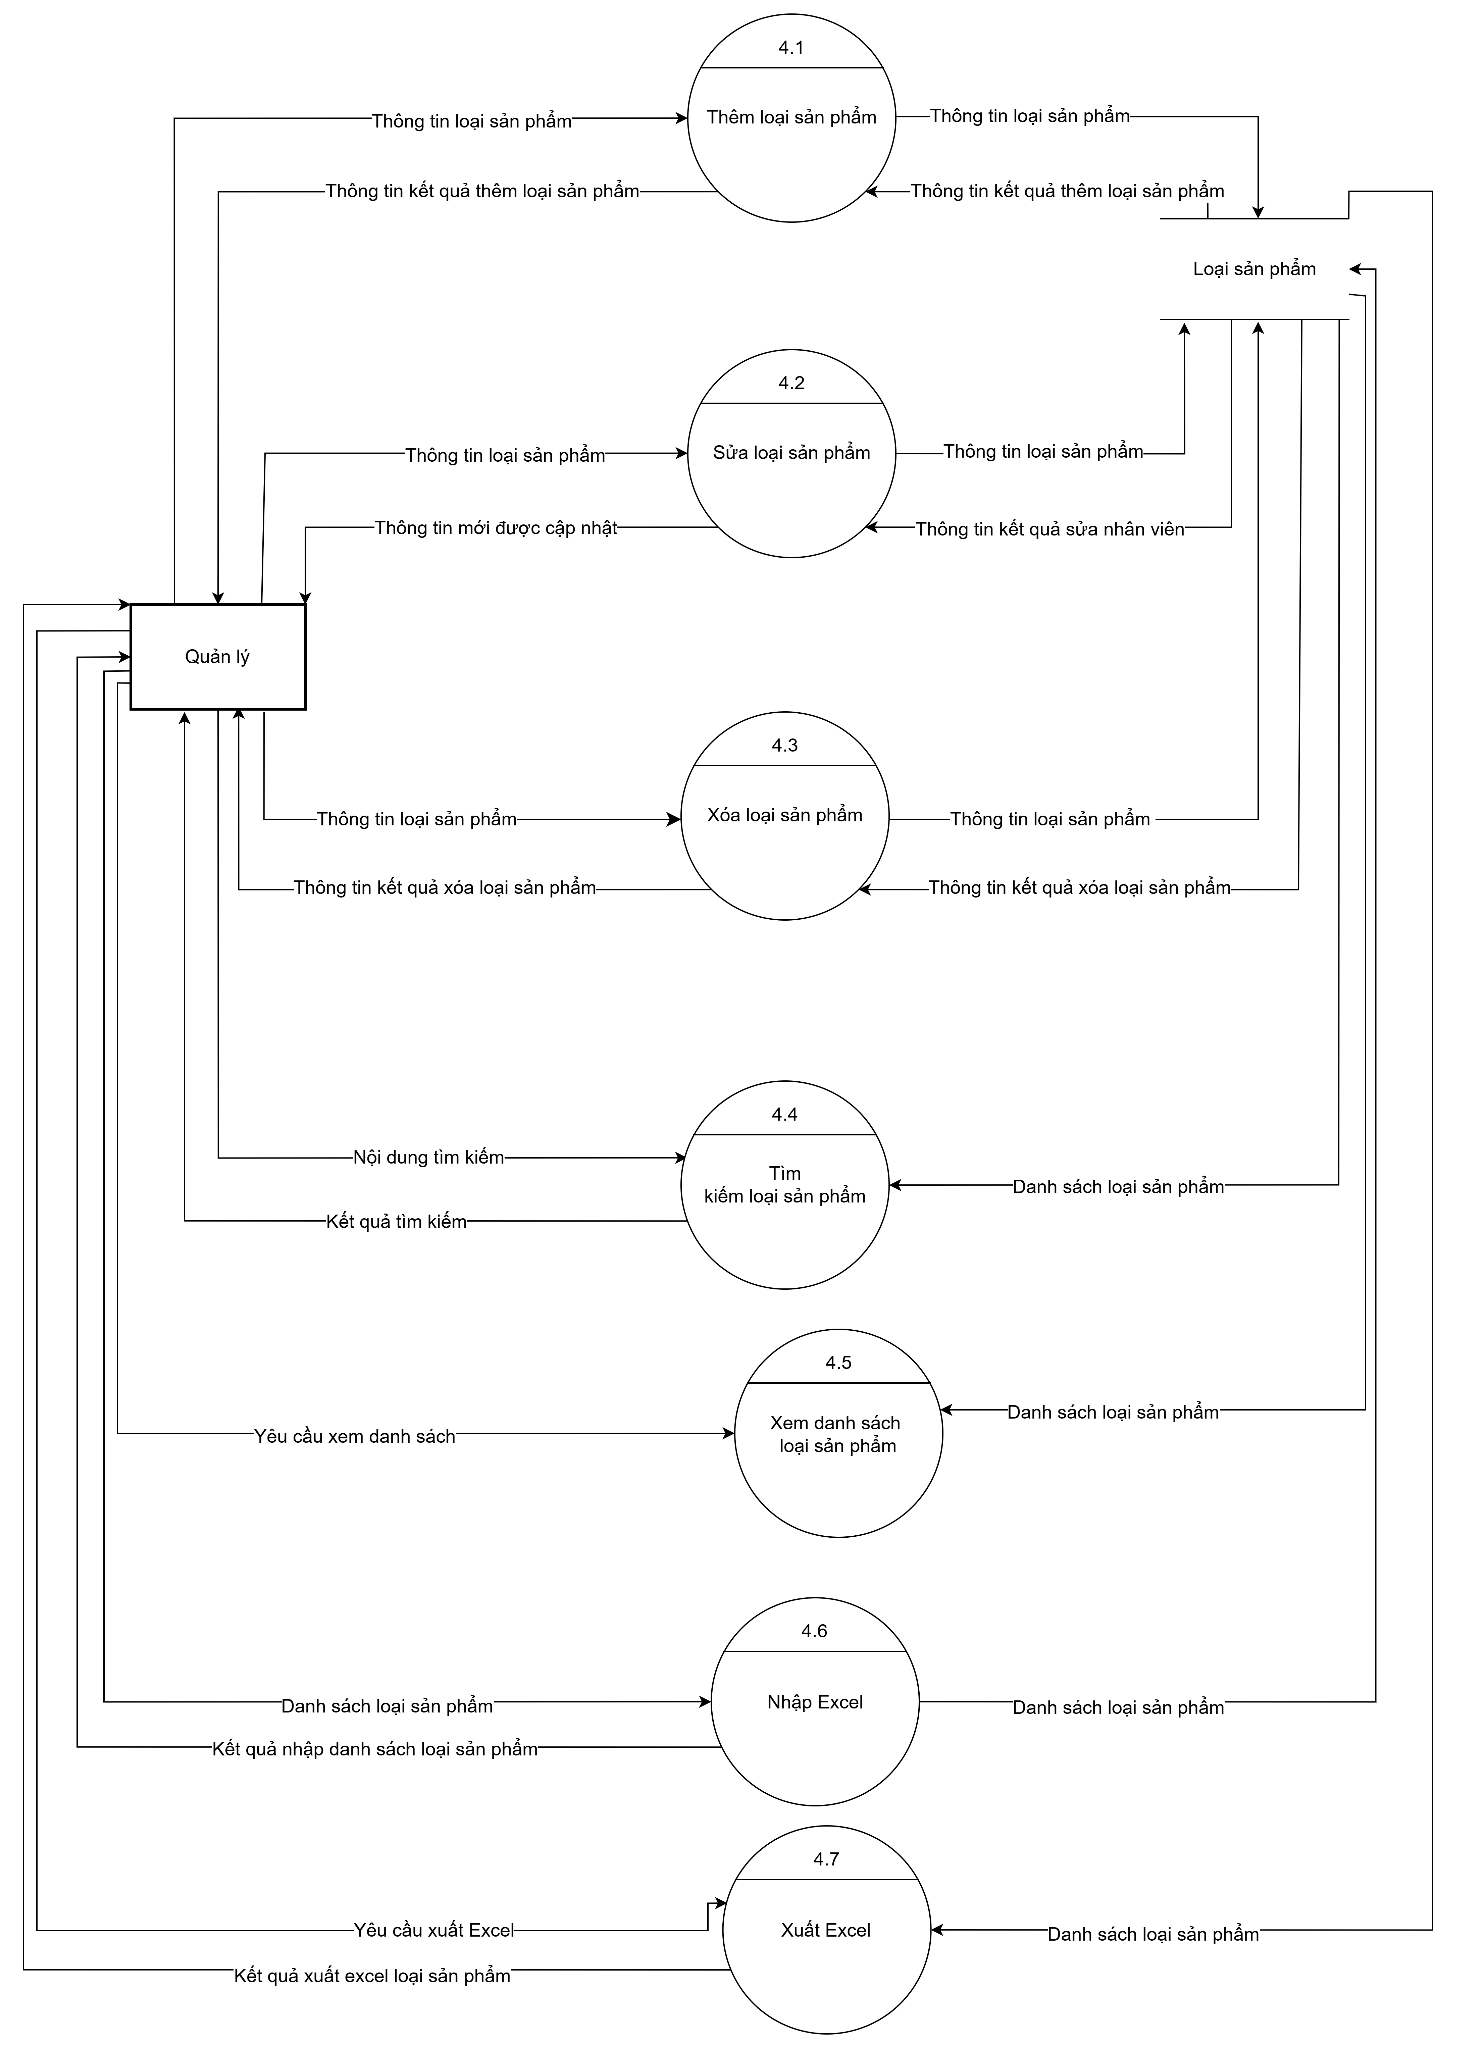 4.1
Thêm loại sản phẩm
Thông tin loại sản phẩm
Thông tin loại sản phẩm
Thông tin kết quả thêm loại sản phẩm
Thông tin kết quả thêm loại sản phẩm
Loại sản phẩm
4.2
Sửa loại sản phẩm
Thông tin loại sản phẩm
Thông tin loại sản phẩm
Thông tin mới được cập nhật
Thông tin kết quả sửa nhân viên
Quản lý
4.3
Xóa loại sản phẩm
Thông tin loại sản phẩm
Thông tin loại sản phẩm
Thông tin kết quả xóa loại sản phẩm
Thông tin kết quả xóa loại sản phẩm
4.4
Tìm
kiếm loại sản phẩm
Nội dung tìm kiếm
Danh sách loại sản phẩm
Kết quả tìm kiếm
4.5
Xem danh sách
loại sản phẩm
Danh sách loại sản phẩm
Yêu cầu xem danh sách
4.6
Nhập Excel
Danh sách loại sản phẩm
Danh sách loại sản phẩm
Kết quả nhập danh sách loại sản phẩm
4.7
Xuất Excel
Yêu cầu xuất Excel
Danh sách loại sản phẩm
Kết quả xuất excel loại sản phẩm